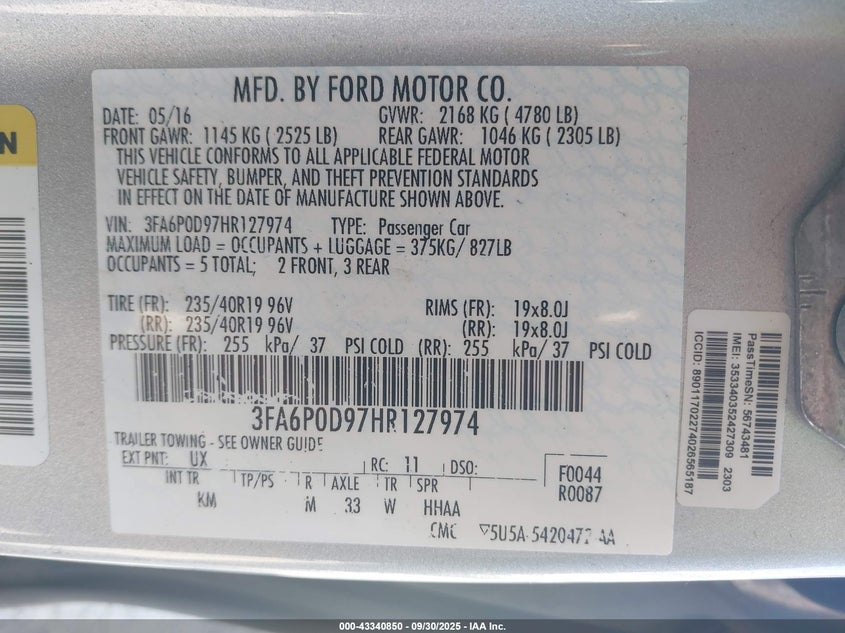 MFD. BY FORD MOTOR CO.
DATE: 05/16 GVWR: 2168 KG ( 4780 LB)
FRONT GAWR: 1145 KG ( 2525 LB) REAR GAWR: 1046 KG ( 2305 LB)
THIS VEHICLE CONFORMS TO ALL APPLICABLE FEDERAL MOTOR
VEHICLE SAFETY, BUMPER, AND THEFT PREVENTION STANDARDS
IN EFFECT ON THE DATE OF MANUFACTURE SHOWN ABOVE.
VIN: 3FA6P0D97HR127974 TYPE: Passenger Car
MAXIMUM LOAD = OCCUPANTS + LUGGAGE = 375KG/ 827LB
OCCUPANTS = 5 TOTAL; 2 FRONT, 3 REAR
TIRE (FR): 235/40R19 96V RIMS (FR): 19x8.0J
(RR): 235/40R19 96V (RR): 19x8.0J
PRESSURE (FR): 255 kPa/ 37 PSI COLD (RR): 255 kPa/ 37 PSI COLD
3FA6P0D97HR127974
TRAILER TOWING - SEE OWNER GUIDE
EXT PNT: UX RC: 11 DSO: F0044
INT TR TP/PS R AXLE TR SPR R0087
KM M 33 W HHAA
CMC 5U5A-5420472-AA
N
PassTimeSN: 56743481
IMEI: 353340352427309 2303
ICCID: 89011702274026565187
000-43340850 - 09/30/2025 - IAA Inc.